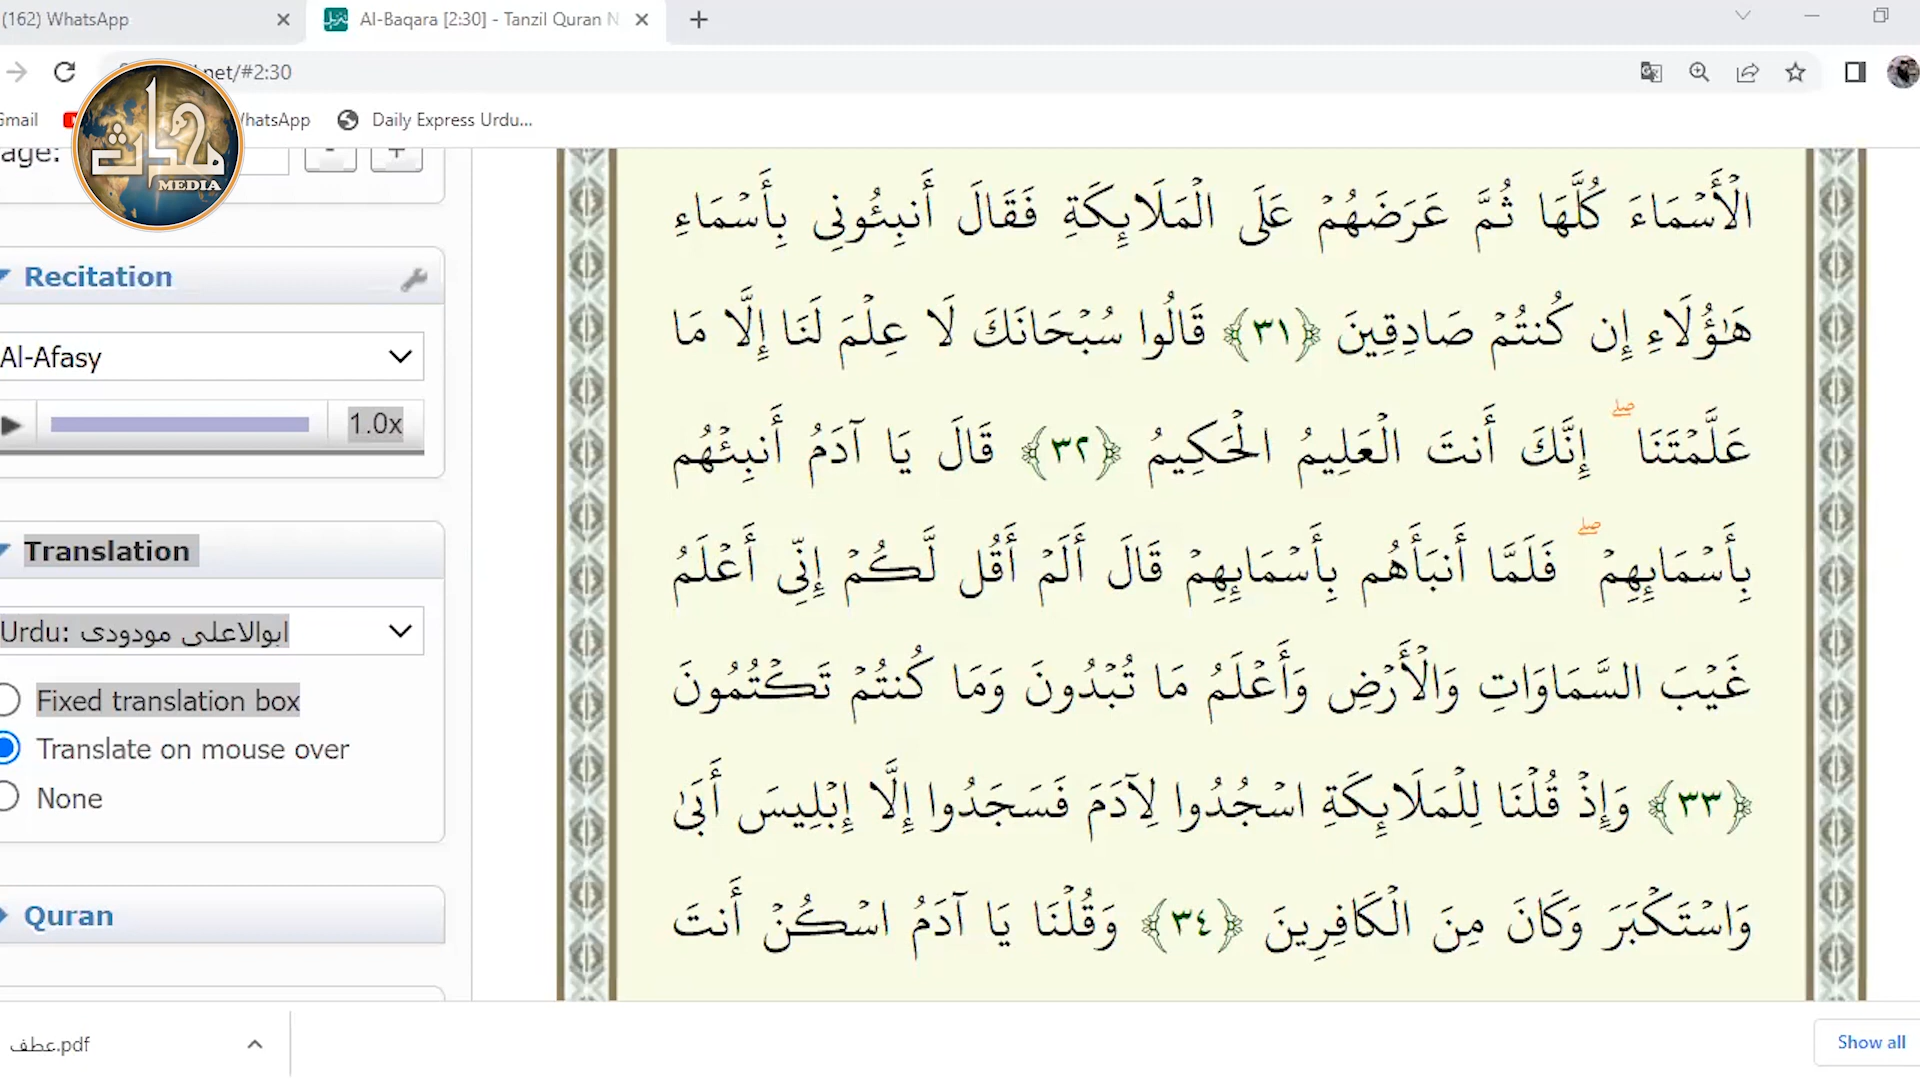 (162) WhatsApp
Al-Baqara [2:30] - Tanzil Quran N
net/#2:30
Gmail
WhatsApp
Daily Express Urdu...
محدث
MEDIA
age:
- +
Recitation
Al-Afasy
1.0x
Translation
Urdu: ابوالاعلی مودودی
Fixed translation box
Translate on mouse over
None
Quran
الْأَسْمَاءَ كُلَّهَا ثُمَّ عَرَضَهُمْ عَلَى الْمَلَائِكَةِ فَقَالَ أَنبِئُونِي بِأَسْمَاءِ
هَٰؤُلَاءِ إِن كُنتُمْ صَادِقِينَ ﴿٣١﴾ قَالُوا سُبْحَانَكَ لَا عِلْمَ لَنَا إِلَّا مَا
عَلَّمْتَنَا ۖ إِنَّكَ أَنتَ الْعَلِيمُ الْحَكِيمُ ﴿٣٢﴾ قَالَ يَا آدَمُ أَنبِئْهُم
بِأَسْمَائِهِمْ ۖ فَلَمَّا أَنبَأَهُم بِأَسْمَائِهِمْ قَالَ أَلَمْ أَقُل لَّكُمْ إِنِّي أَعْلَمُ
غَيْبَ السَّمَاوَاتِ وَالْأَرْضِ وَأَعْلَمُ مَا تُبْدُونَ وَمَا كُنتُمْ تَكْتُمُونَ
﴿٣٣﴾ وَإِذْ قُلْنَا لِلْمَلَائِكَةِ اسْجُدُوا لِآدَمَ فَسَجَدُوا إِلَّا إِبْلِيسَ أَبَىٰ
وَاسْتَكْبَرَ وَكَانَ مِنَ الْكَافِرِينَ ﴿٣٤﴾ وَقُلْنَا يَا آدَمُ اسْكُنْ أَنتَ
عطف.pdf
Show all